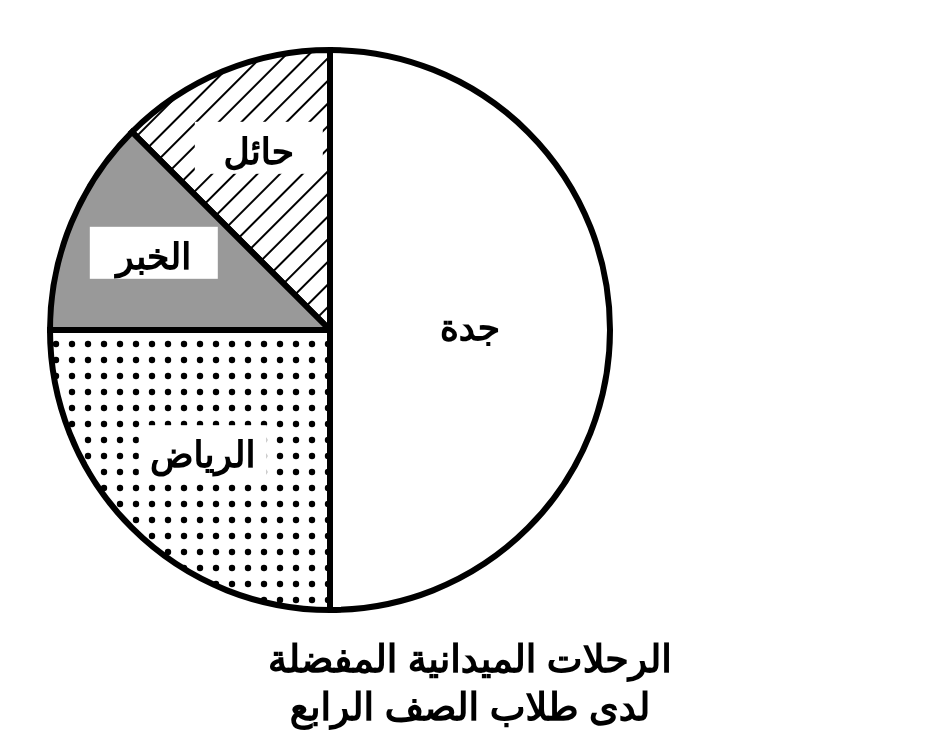 حائل
الخبر
جدة
الرياض
الرحلات الميدانية المفضلة
لدى طلاب الصف الرابع